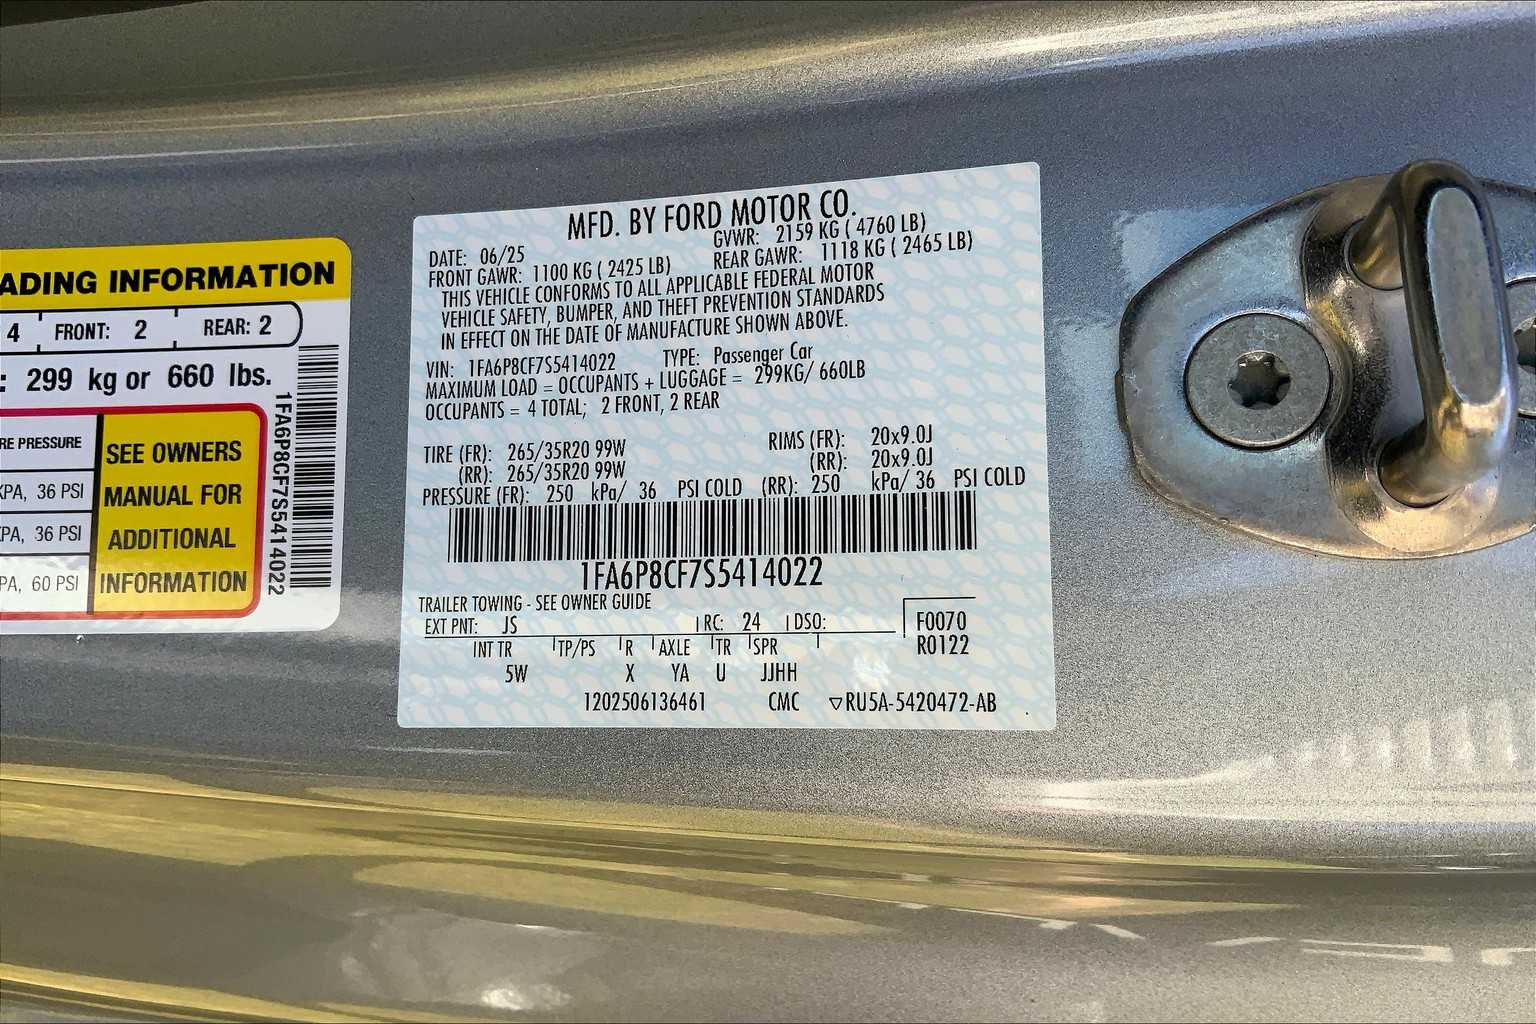 ADING INFORMATION
4 FRONT: 2 REAR: 2
: 299 kg or 660 lbs.
RE PRESSURE
KPA, 36 PSI
KPA, 36 PSI
PA, 60 PSI
SEE OWNERS
MANUAL FOR
ADDITIONAL
INFORMATION
1FA6P8CF7S5414022
MFD. BY FORD MOTOR CO.
DATE: 06/25 GVWR: 2159 KG ( 4760 LB)
FRONT GAWR: 1100 KG ( 2425 LB) REAR GAWR: 1118 KG ( 2465 LB)
THIS VEHICLE CONFORMS TO ALL APPLICABLE FEDERAL MOTOR
VEHICLE SAFETY, BUMPER, AND THEFT PREVENTION STANDARDS
IN EFFECT ON THE DATE OF MANUFACTURE SHOWN ABOVE.
VIN: 1FA6P8CF7S5414022 TYPE: Passenger Car
MAXIMUM LOAD = OCCUPANTS + LUGGAGE = 299KG/ 660LB
OCCUPANTS = 4 TOTAL; 2 FRONT, 2 REAR
TIRE (FR): 265/35R20 99W RIMS (FR): 20x9.0J
(RR): 265/35R20 99W (RR): 20x9.0J
PRESSURE (FR): 250 kPa/ 36 PSI COLD (RR): 250 kPa/ 36 PSI COLD
1FA6P8CF7S5414022
TRAILER TOWING - SEE OWNER GUIDE
EXT PNT: JS RC: 24 DSO: F0070
R0122
INT TR TP/PS R AXLE TR SPR
5W X YA U JJHH
1202506136461 CMC ▽RU5A-5420472-AB